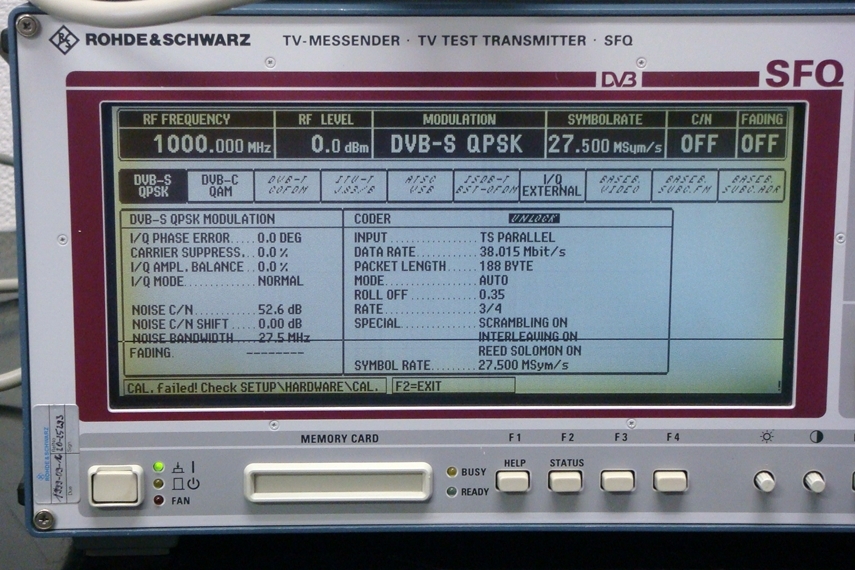 ROHDE & SCHWARZ TV-MESSENDER · TV TEST TRANSMITTER · SFQ
DVB SFQ
RF FREQUENCY RF LEVEL MODULATION SYMBOLRATE C/N FADING
1000.000 MHz 0.0 dBm DVB-S QPSK 27.500 MSym/s OFF OFF
DVB-S DVB-C DVB-T ITU-T ATSC ISDB-T I/Q BASEB. BASEB. BASEB.
QPSK QAM COFDM J.83/B VSB BST-OFDM EXTERNAL VIDEO SUBC.FM SUBC.ADR
DVB-S QPSK MODULATION CODER UNLOCK
I/Q PHASE ERROR....0.0 DEG INPUT...............TS PARALLEL
CARRIER SUPPRESS..0.0 % DATA RATE..........38.015 Mbit/s
I/Q AMPL. BALANCE...0.0 % PACKET LENGTH......188 BYTE
I/Q MODE............NORMAL MODE................AUTO
ROLL OFF............0.35
NOISE C/N...........52.6 dB RATE................3/4
NOISE C/N SHIFT....0.00 dB SPECIAL.............SCRAMBLING ON
NOISE BANDWIDTH....27.5 MHz INTERLEAVING ON
FADING.............-------- REED SOLOMON ON
SYMBOL RATE........27.500 MSym/s
CAL. failed! Check SETUP\HARDWARE\CAL. F2=EXIT !
MEMORY CARD F1 F2 F3 F4
HELP STATUS
BUSY
READY
FAN
ROHDE & SCHWARZ